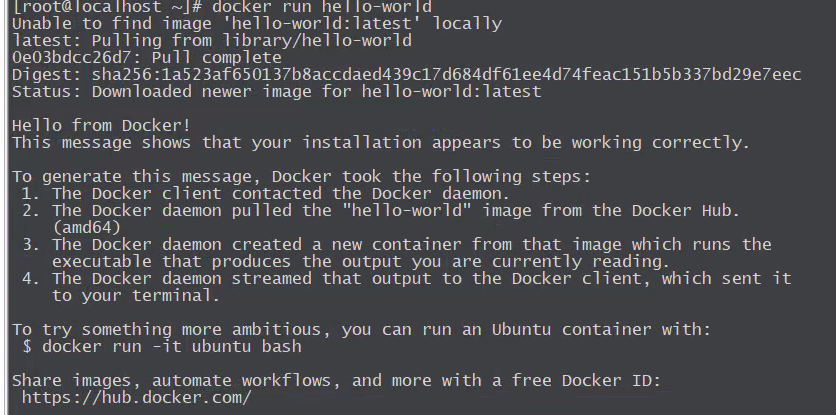 [root@localhost ~]# docker run hello-world
Unable to find image 'hello-world:latest' locally
latest: Pulling from library/hello-world
0e03bdcc26d7: Pull complete
Digest: sha256:1a523af650137b8accdaed439c17d684df61ee4d74feac151b5b337bd29e7eec
Status: Downloaded newer image for hello-world:latest

Hello from Docker!
This message shows that your installation appears to be working correctly.

To generate this message, Docker took the following steps:
 1. The Docker client contacted the Docker daemon.
 2. The Docker daemon pulled the "hello-world" image from the Docker Hub.
    (amd64)
 3. The Docker daemon created a new container from that image which runs the
    executable that produces the output you are currently reading.
 4. The Docker daemon streamed that output to the Docker client, which sent it
    to your terminal.

To try something more ambitious, you can run an Ubuntu container with:
 $ docker run -it ubuntu bash

Share images, automate workflows, and more with a free Docker ID:
 https://hub.docker.com/